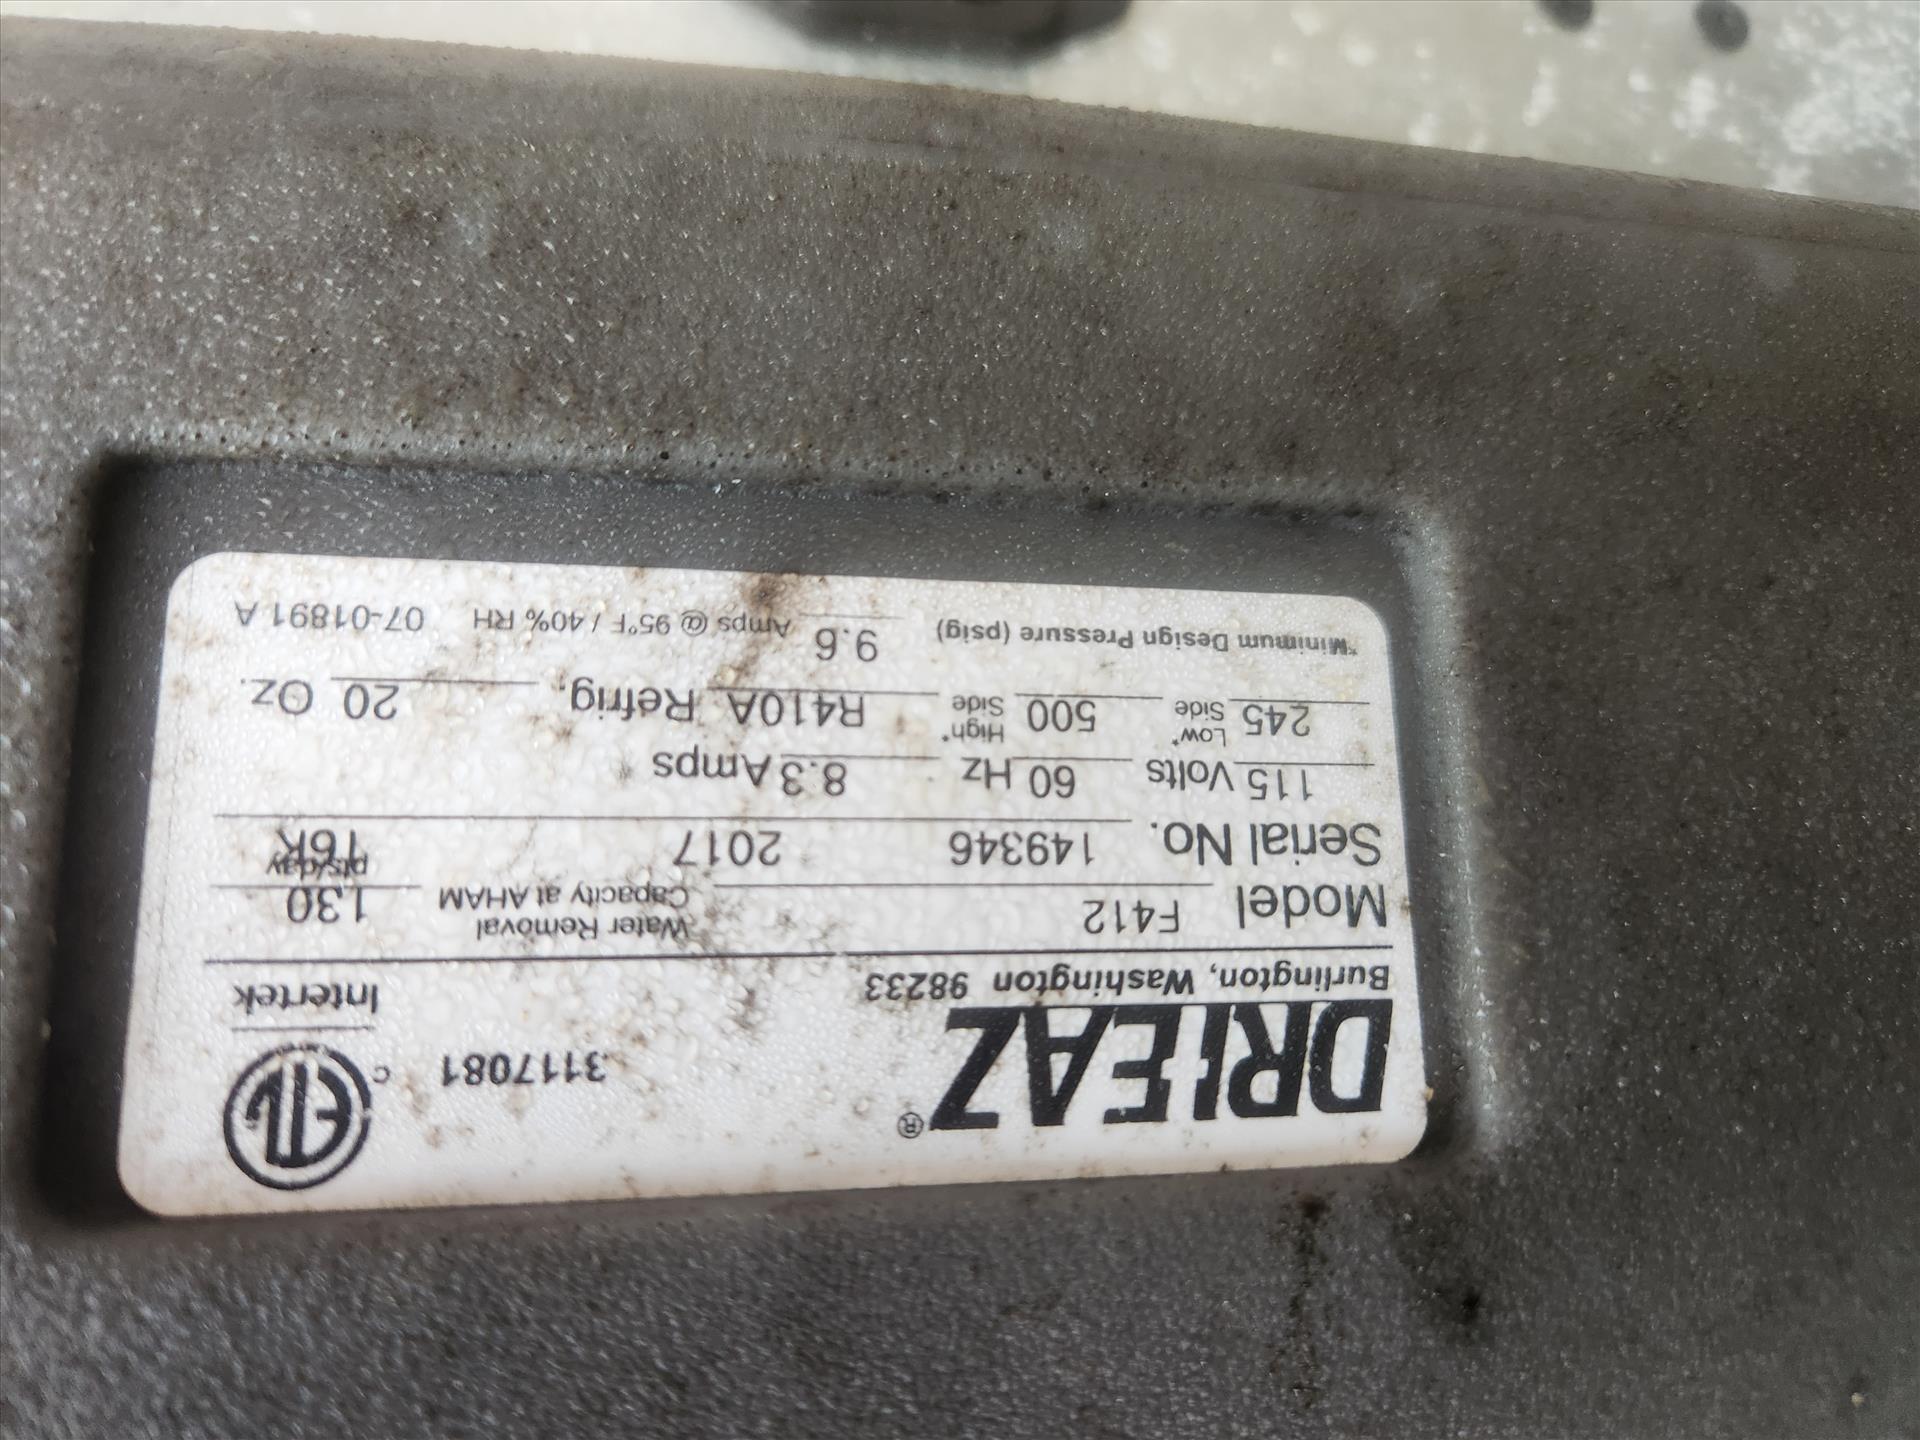 DRIEAZ®
3117081
C ETL
Intertek
Burlington, Washington 98233
Model F412 Water Removal Capacity at AHAM 130 pts/day
Serial No. 149346 2017 16K
115 Volts 60 Hz 8.3 Amps
245 Low* Side 500 High* Side R410A Refrig, 20 Oz.
*Minimum Design Pressure (psig) 9.6 Amps @ 95°F / 40% RH 07-01891 A